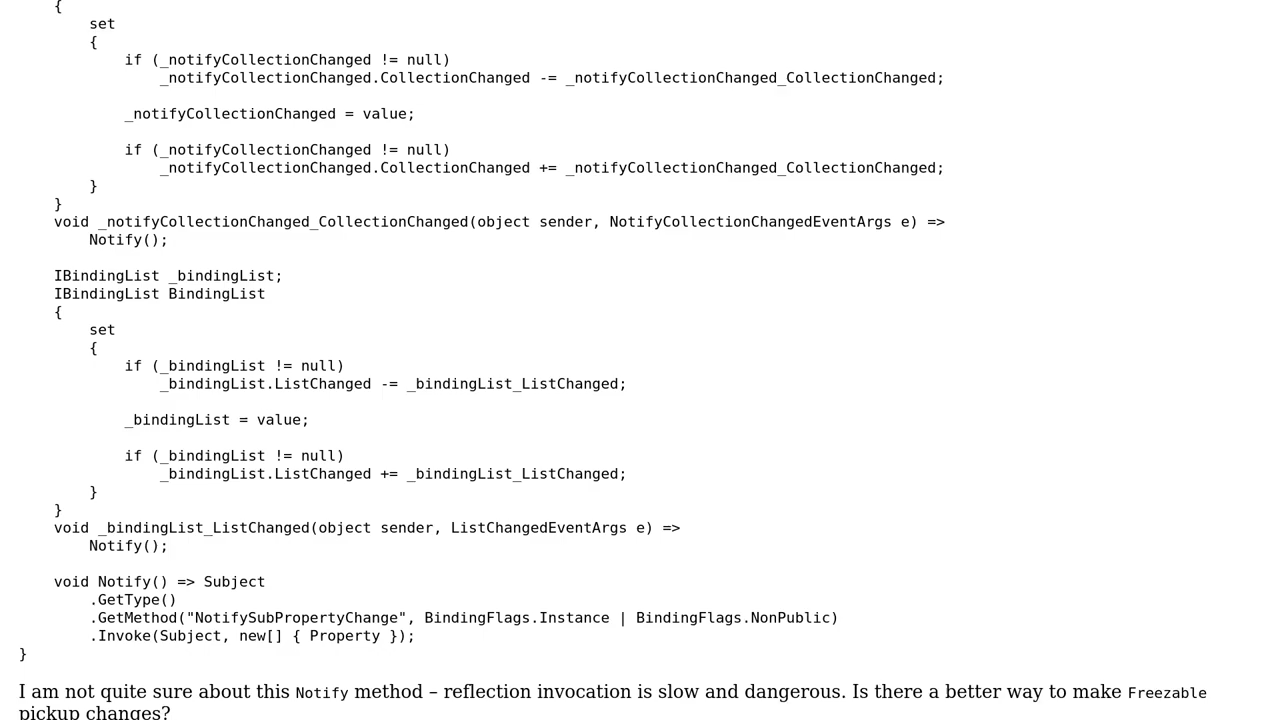 {
set
{
if (_notifyCollectionChanged != null)
_notifyCollectionChanged.CollectionChanged -= _notifyCollectionChanged_CollectionChanged;
_notifyCollectionChanged = value;
if (_notifyCollectionChanged != null)
_notifyCollectionChanged.CollectionChanged += _notifyCollectionChanged_CollectionChanged;
}
}
void _notifyCollectionChanged_CollectionChanged(object sender, NotifyCollectionChangedEventArgs e) =>
Notify();
IBindingList _bindingList;
IBindingList BindingList
{
set
{
if (_bindingList != null)
_bindingList.ListChanged -= _bindingList_ListChanged;
_bindingList = value;
if (_bindingList != null)
_bindingList.ListChanged += _bindingList_ListChanged;
}
}
void _bindingList_ListChanged(object sender, ListChangedEventArgs e) =>
Notify();
void Notify() => Subject
.GetType()
.GetMethod("NotifySubPropertyChange", BindingFlags.Instance | BindingFlags.NonPublic)
.Invoke(Subject, new[] { Property });
}
I am not quite sure about this Notify method – reflection invocation is slow and dangerous. Is there a better way to make Freezable
pickup changes?